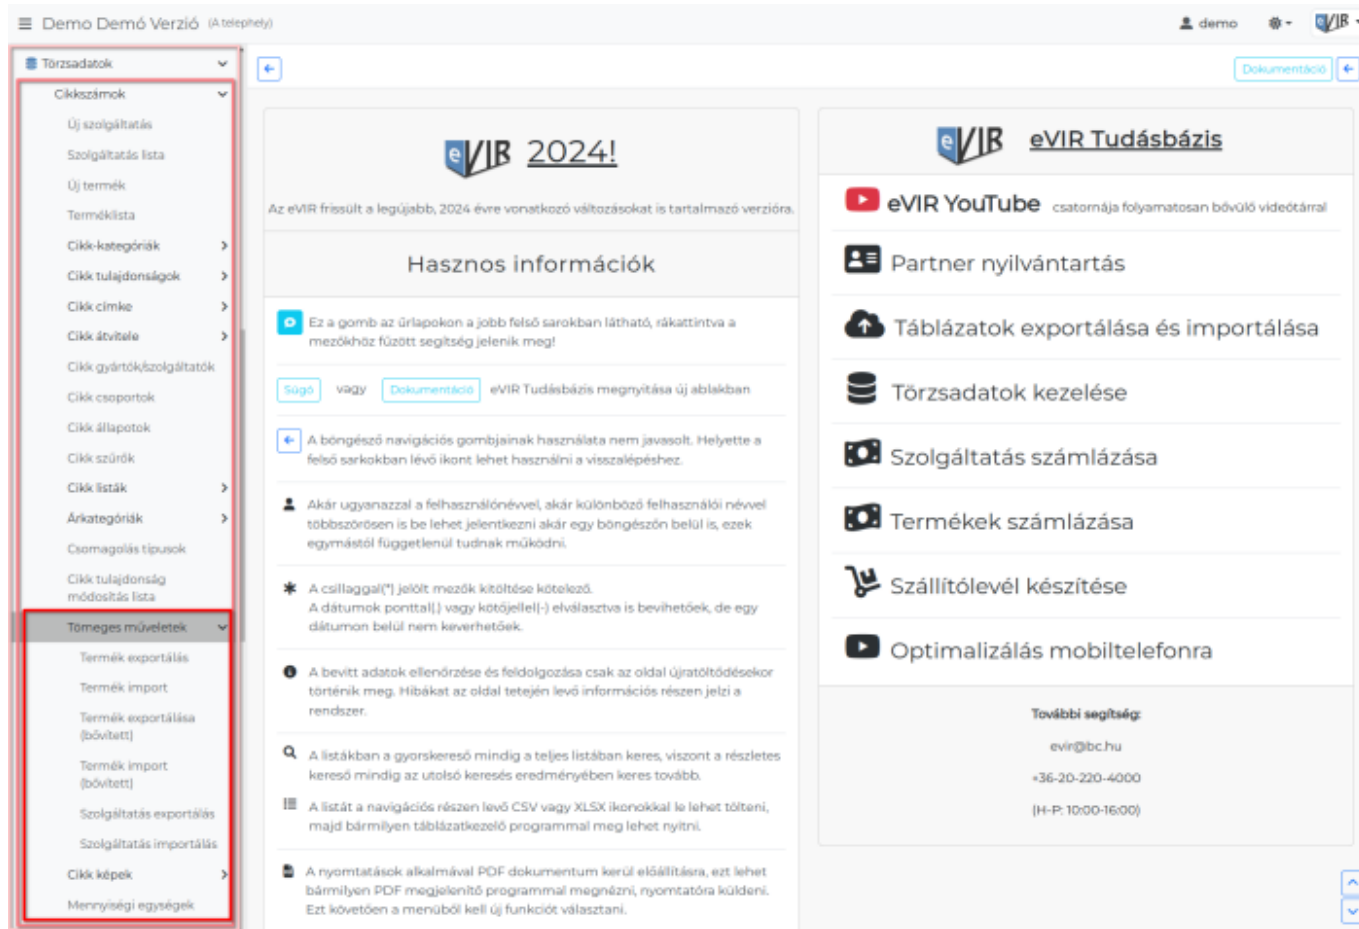 Demo Demó Verzió (A telephely)
demo
eVIR
Törzsadatok
Cikkszámok
Új szolgáltatás
Szolgáltatás lista
Új termék
Terméklista
Cikk-kategóriák
Cikk tulajdonságok
Cikk címke
Cikk átvitele
Cikk gyártók/szolgáltatók
Cikk csoportok
Cikk állapotok
Cikk szűrők
Cikk listák
Árkategóriák
Csomagolás típusok
Cikk tulajdonság
módosítás lista
Tömeges műveletek
Termék exportálás
Termék import
Termék exportálása
(bővített)
Termék import
(bővített)
Szolgáltatás exportálás
Szolgáltatás importálás
Cikk képek
Mennyiségi egységek
Dokumentáció
eVIR 2024!
Az eVIR frissült a legújabb, 2024 évre vonatkozó változásokat is tartalmazó verzióra.
Hasznos információk
Ez a gomb az űrlapokon a jobb felső sarokban látható, rákattintva a
mezőkhöz fűzött segítség jelenik meg!
Súgó vagy Dokumentáció eVIR Tudásbázis megnyitása új ablakban
A böngésző navigációs gombjainak használata nem javasolt. Helyette a
felső sarkokban lévő ikont lehet használni a visszalépéshez.
Akár ugyanazzal a felhasználónévvel, akár különböző felhasználói névvel
többszörösen is be lehet jelentkezni akár egy böngészőn belül is, ezek
egymástól függetlenül tudnak működni.
A csillaggal(*) jelölt mezők kitöltése kötelező.
A dátumok ponttal(.) vagy kötőjellel(-) elválasztva is bevihetőek, de egy
dátumon belül nem keverhetőek.
A bevitt adatok ellenőrzése és feldolgozása csak az oldal újratöltődésekor
történik meg. Hibákat az oldal tetején levő információs részen jelzi a
rendszer.
A listákban a gyorskereső mindig a teljes listában keres, viszont a részletes
kereső mindig az utolsó keresés eredményében keres tovább.
A listát a navigációs részen levő CSV vagy XLSX ikonokkal le lehet tölteni,
majd bármilyen táblázatkezelő programmal meg lehet nyitni.
A nyomtatások alkalmával PDF dokumentum kerül előállításra, ezt lehet
bármilyen PDF megjelenítő programmal megnézni, nyomtatóra küldeni.
Ezt követően a menüből kell új funkciót választani.
eVIR eVIR Tudásbázis
eVIR YouTube csatornája folyamatosan bővülő videótárral
Partner nyilvántartás
Táblázatok exportálása és importálása
Törzsadatok kezelése
Szolgáltatás számlázása
Termékek számlázása
Szállítólevél készítése
Optimalizálás mobiltelefonra
További segítség:
evir@bc.hu
+36-20-220-4000
(H-P: 10:00-16:00)